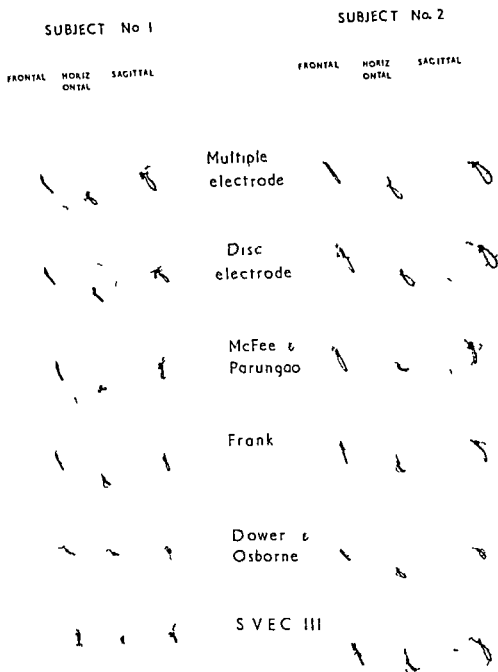 SUBJECT No 1
SUBJECT No. 2
FRONTAL HORIZ ONTAL SAGITTAL
FRONTAL HORIZ ONTAL SAGITTAL
Multiple
electrode
Disc
electrode
McFee &
Parungao
Frank
Dower &
Osborne
SVEC III